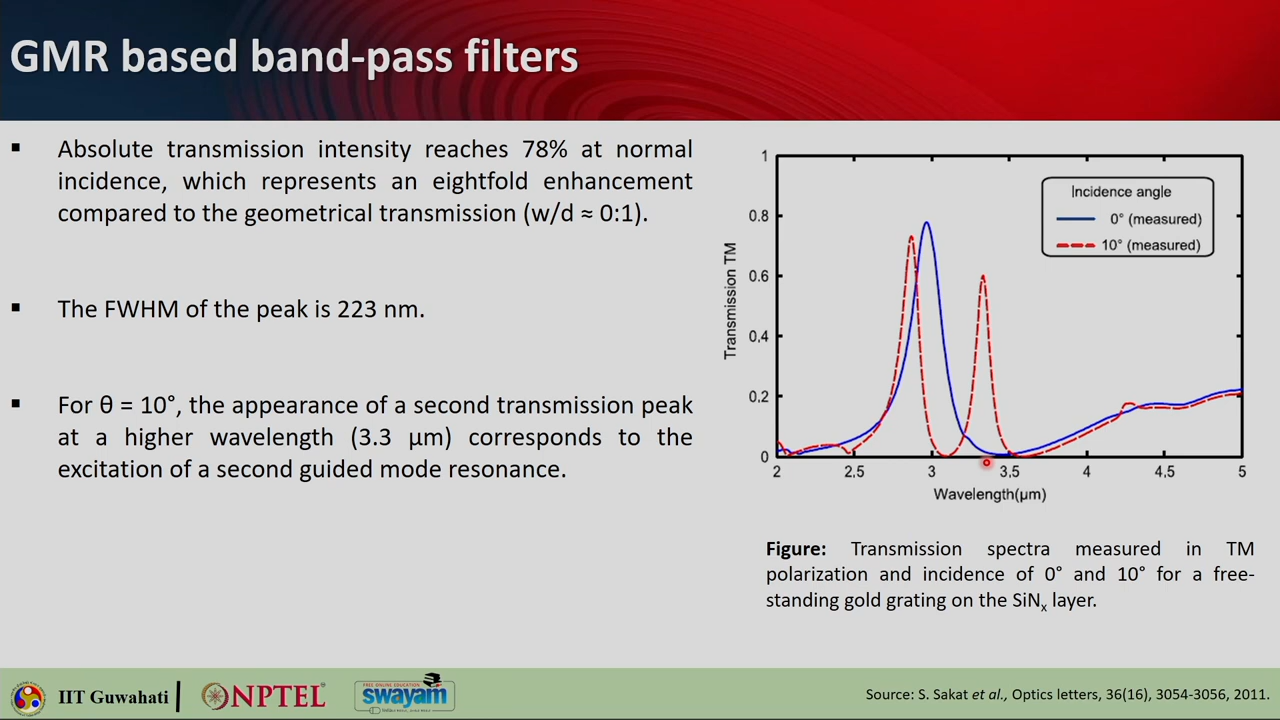 GMR based band-pass filters
▪ Absolute transmission intensity reaches 78% at normal
incidence, which represents an eightfold enhancement
compared to the geometrical transmission (w/d ≈ 0:1).
▪ The FWHM of the peak is 223 nm.
▪ For θ = 10°, the appearance of a second transmission peak
at a higher wavelength (3.3 μm) corresponds to the
excitation of a second guided mode resonance.
1
0.8
0.6
0.4
0.2
0
Transmission TM
Incidence angle
0° (measured)
10° (measured)
2 2.5 3 3.5 4 4.5 5
Wavelength(μm)
Figure: Transmission spectra measured in TM
polarization and incidence of 0° and 10° for a free-
standing gold grating on the SiNx layer.
IIT Guwahati
NPTEL
FREE ONLINE EDUCATION
swayam
Source: S. Sakat et al., Optics letters, 36(16), 3054-3056, 2011.